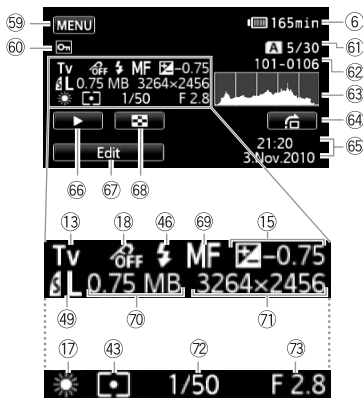 59 MENU 165min 6
60 A 5/30 61
101-0106 62
Tv OFF MF -0.75
L 0.75 MB 3264×2456 63
1/50 F 2.8
64
21:20 65
Edit 3.Nov.2010
66 67 68
13 18 46 69 15
Tv OFF MF -0.75
L 0.75 MB 3264×2456
49 70 71
17 43 72 73
1/50 F 2.8